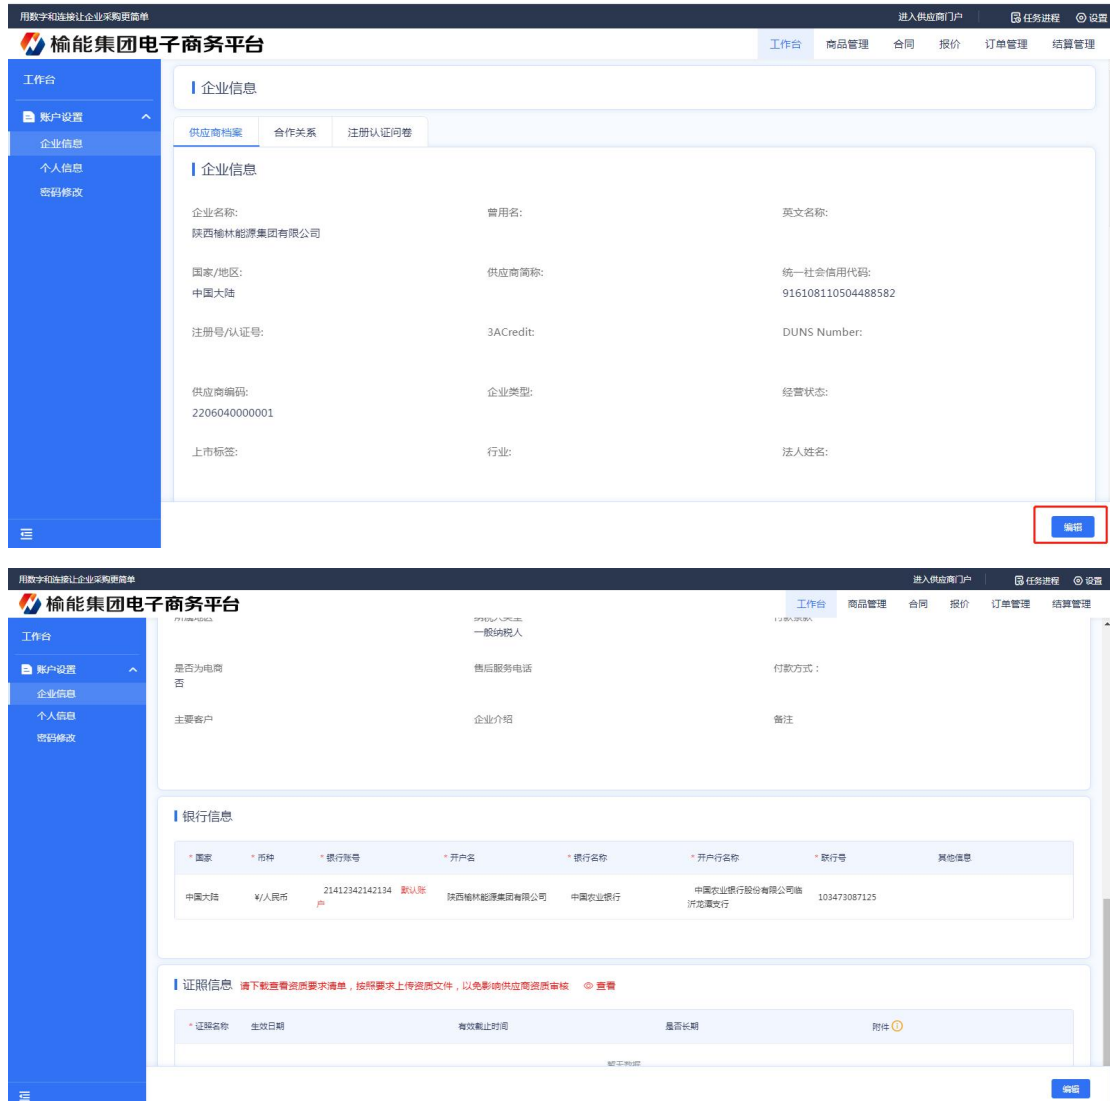 用数字和连接让企业采购更简单 进入供应商门户 任务进程 设置
榆能集团电子商务平台 工作台 商品管理 合同 报价 订单管理 结算管理
工作台
账户设置
企业信息
个人信息
密码修改
企业信息
供应商档案 合作关系 注册认证问卷
企业信息
企业名称: 曾用名: 英文名称:
陕西榆林能源集团有限公司
国家/地区: 供应商简称: 统一社会信用代码:
中国大陆 916108110504488582
注册号/认证号: 3ACredit: DUNS Number:
供应商编码: 企业类型: 经营状态:
2206040000001
上市标签: 行业: 法人姓名:
编辑
用数字和连接让企业采购更简单 进入供应商门户 任务进程 设置
榆能集团电子商务平台 工作台 商品管理 合同 报价 订单管理 结算管理
工作台
账户设置
企业信息
个人信息
密码修改
所属地区 纳税人类型 付款条款
一般纳税人
是否为电商 售后服务电话 付款方式：
否
主要客户 企业介绍 备注
银行信息
* 国家 * 币种 * 银行账号 * 开户名 * 银行名称 * 开户行名称 * 联行号 其他信息
中国大陆 ¥/人民币 21412342142134 默认账户 陕西榆林能源集团有限公司 中国农业银行 中国农业银行股份有限公司临沂龙潭支行 103473087125
证照信息 请下载查看资质要求清单，按照要求上传资质文件，以免影响供应商资质审核 查看
* 证照名称 生效日期 有效截止时间 是否长期 附件
暂无数据
编辑